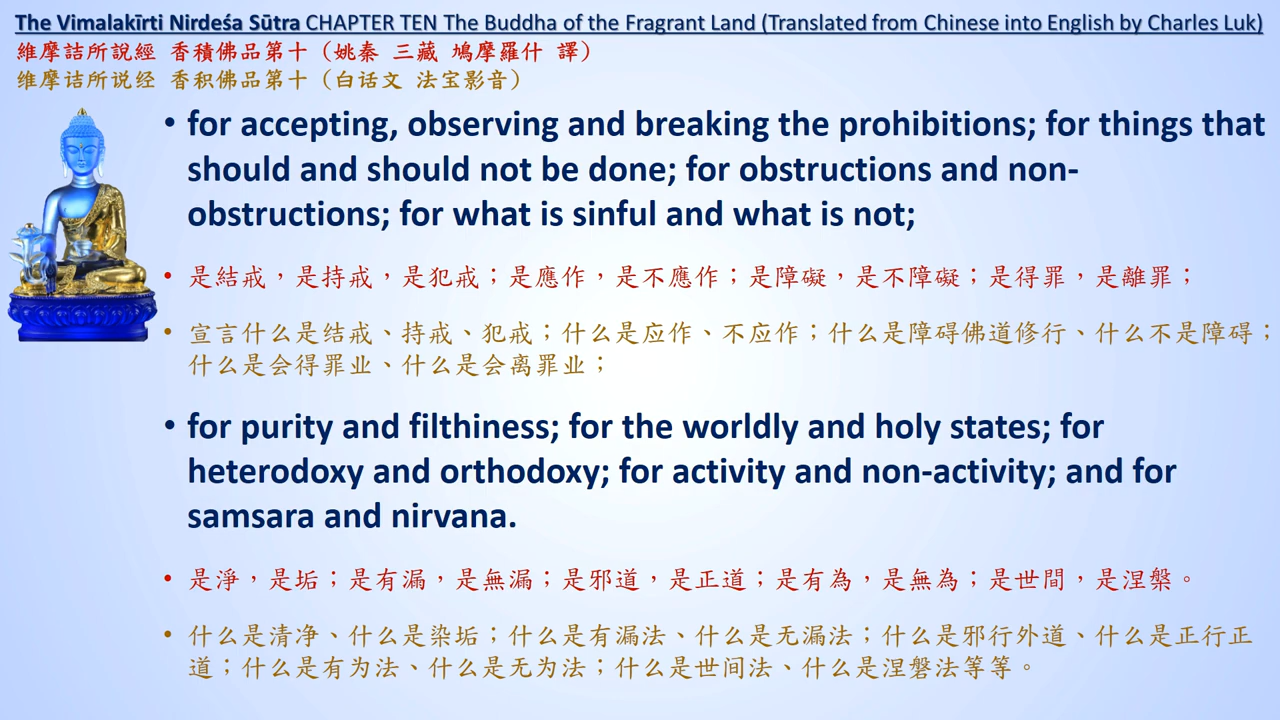 The Vimalakīrti Nirdeśa Sūtra CHAPTER TEN The Buddha of the Fragrant Land (Translated from Chinese into English by Charles Luk)
維摩詰所說經 香積佛品第十（姚秦 三藏 鳩摩羅什 譯）
维摩诘所说经 香积佛品第十（白话文 法宝影音）
• for accepting, observing and breaking the prohibitions; for things that
should and should not be done; for obstructions and non-
obstructions; for what is sinful and what is not;
• 是結戒，是持戒，是犯戒；是應作，是不應作；是障礙，是不障礙；是得罪，是離罪；
• 宣言什么是结戒、持戒、犯戒；什么是应作、不应作；什么是障碍佛道修行、什么不是障碍；
什么是会得罪业、什么是会离罪业；
• for purity and filthiness; for the worldly and holy states; for
heterodoxy and orthodoxy; for activity and non-activity; and for
samsara and nirvana.
• 是淨，是垢；是有漏，是無漏；是邪道，是正道；是有為，是無為；是世間，是涅槃。
• 什么是清净、什么是染垢；什么是有漏法、什么是无漏法；什么是邪行外道、什么是正行正
道；什么是有为法、什么是无为法；什么是世间法、什么是涅磐法等等。